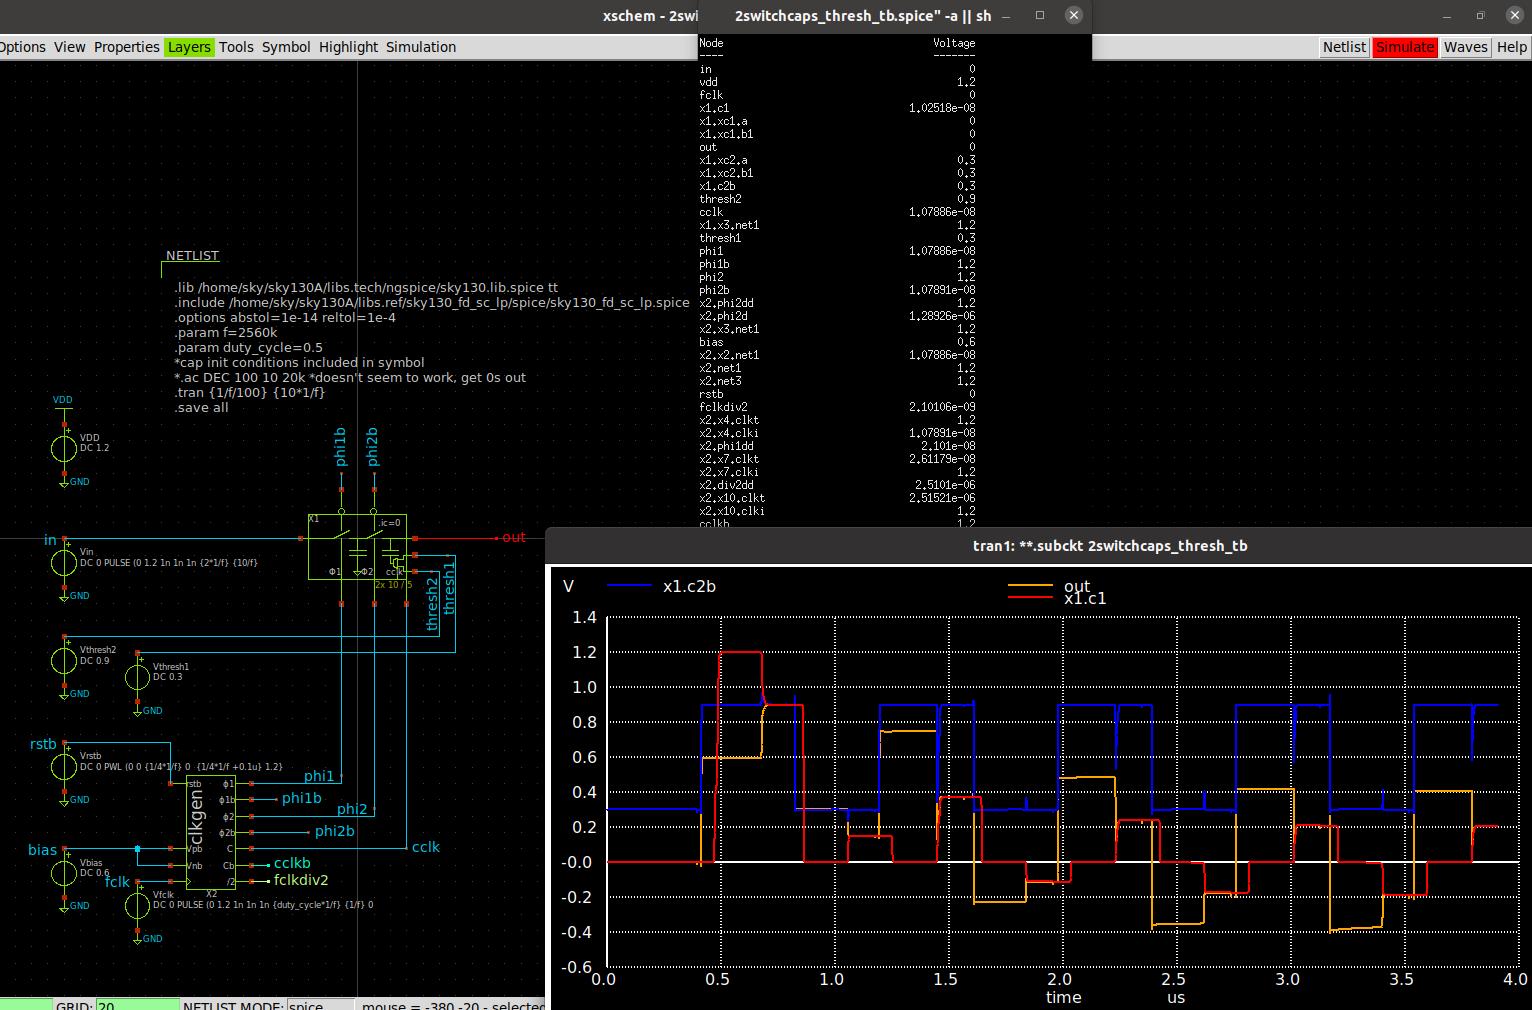 xschem - 2swi
2switchcaps_thresh_tb.spice" -a || sh
Options View Properties Layers Tools Symbol Highlight Simulation
Netlist Simulate Waves Help
Node Voltage
---- -------
in 0
vdd 1.2
fclk 0
x1.c1 1.02518e-08
x1.xc1.a 0
x1.xc1.b1 0
out 0
x1.xc2.a 0.3
x1.xc2.b1 0.3
x1.c2b 0.3
thresh2 0.9
cclk 1.07886e-08
x1.x3.net1 1.2
thresh1 0.3
phi1 1.07886e-08
phi1b 1.2
phi2 1.2
phi2b 1.07891e-08
x2.phi2dd 1.2
x2.phi2d 1.28926e-06
x2.x3.net1 1.2
bias 0.6
x2.x2.net1 1.07886e-08
x2.net1 1.2
x2.net3 1.2
rstb 0
fclkdiv2 2.10106e-09
x2.x4.clkt 1.2
x2.x4.clki 1.07891e-08
x2.phi1dd 2.101e-08
x2.x7.clkt 2.61179e-08
x2.x7.clki 1.2
x2.div2dd 2.5101e-06
x2.x10.clkt 2.51521e-06
x2.x10.clki 1.2
cclkb 1.2
NETLIST
.lib /home/sky/sky130A/libs.tech/ngspice/sky130.lib.spice tt
.include /home/sky/sky130A/libs.ref/sky130_fd_sc_lp/spice/sky130_fd_sc_lp.spice
.options abstol=1e-14 reltol=1e-4
.param f=2560k
.param duty_cycle=0.5
*cap init conditions included in symbol
*.ac DEC 100 10 20k *doesn't seem to work, get 0s out
.tran {1/f/100} {10*1/f}
.save all
VDD
VDD
DC 1.2
GND
phi1b
phi2b
X1
.ic=0
Φ1
Φ2
cclk
2x 10 / 5
out
in
Vin
DC 0 PULSE (0 1.2 1n 1n 1n {2*1/f} {10/f}
GND
thresh2
thresh1
Vthresh2
DC 0.9
GND
Vthresh1
DC 0.3
GND
rstb
Vrstb
DC 0 PWL (0 0 {1/4*1/f} 0 {1/4*1/f +0.1u} 1.2}
GND
clkgen
rstb
ϕ1
ϕ1b
ϕ2
ϕ2b
Vpb
C
Vnb
Cb
/2
X2
phi1
phi1b
phi2
phi2b
cclk
cclkb
fclkdiv2
bias
Vbias
DC 0.6
GND
fclk
Vfclk
DC 0 PULSE (0 1.2 1n 1n 1n {duty_cycle*1/f} {1/f} 0
GND
GRID: 20 NETLIST MODE: spice mouse = -380 -20 - selected
tran1: **.subckt 2switchcaps_thresh_tb
V
x1.c2b
out
x1.c1
1.4
1.2
1.0
0.8
0.6
0.4
0.2
-0.0
-0.2
-0.4
-0.6
0.0 0.5 1.0 1.5 2.0 2.5 3.0 3.5 4.0
time us